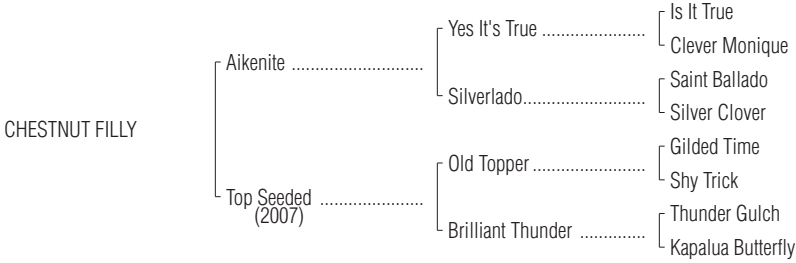 Is It True
Yes It's True ......................
Clever Monique
Aikenite ............................
Saint Ballado
Silverlado..........................
Silver Clover
CHESTNUT FILLY
Gilded Time
Old Topper ........................
Shy Trick
Top Seeded ......................
(2007)
Thunder Gulch
Brilliant Thunder ..............
Kapalua Butterfly